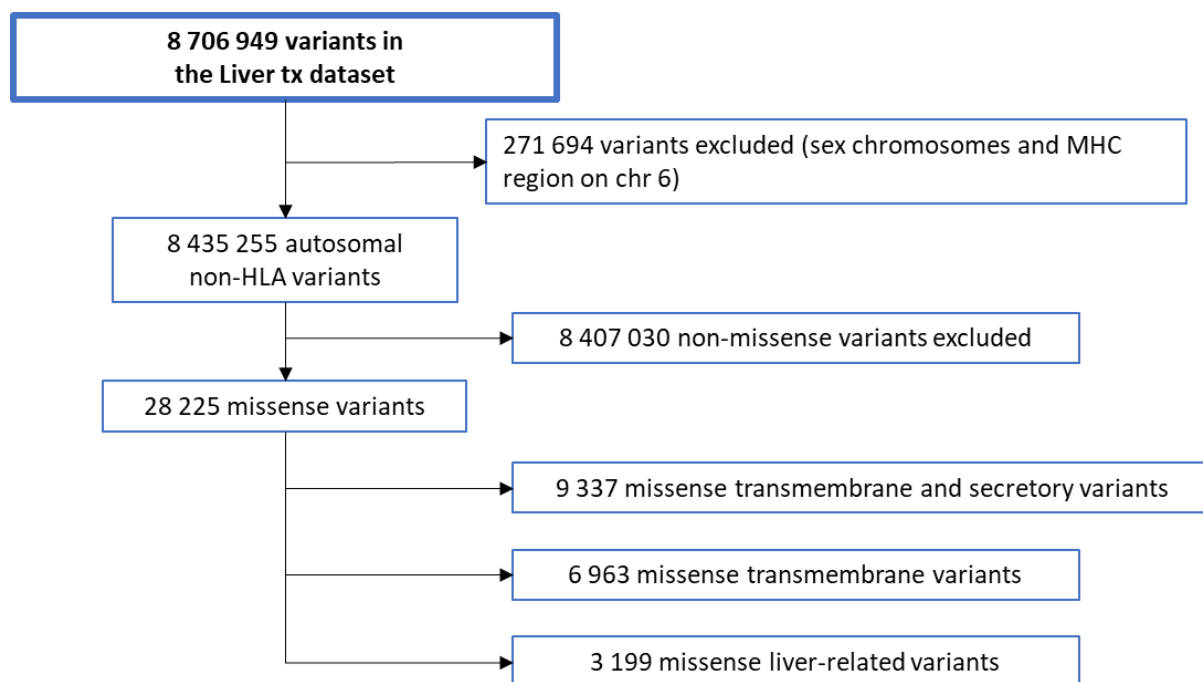 8 706 949 variants in
the Liver tx dataset
271 694 variants excluded (sex chromosomes and MHC
region on chr 6)
8 435 255 autosomal
non-HLA variants
8 407 030 non-missense variants excluded
28 225 missense variants
9 337 missense transmembrane and secretory variants
6 963 missense transmembrane variants
3 199 missense liver-related variants